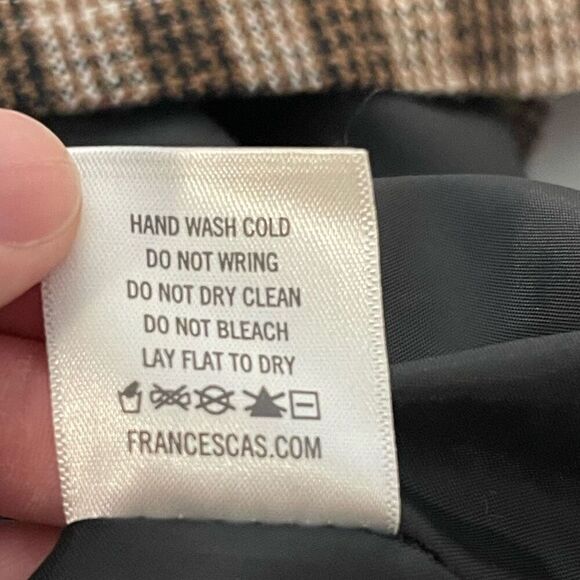 HAND WASH COLD
DO NOT WRING
DO NOT DRY CLEAN
DO NOT BLEACH
LAY FLAT TO DRY
FRANCESCAS.COM